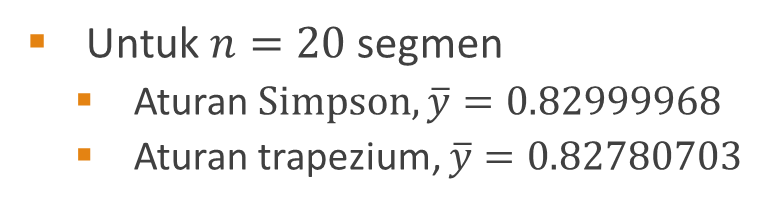 ▪ Untuk 𝑛 = 20 segmen
▪ Aturan Simpson, ȳ = 0.82999968
▪ Aturan trapezium, ȳ = 0.82780703